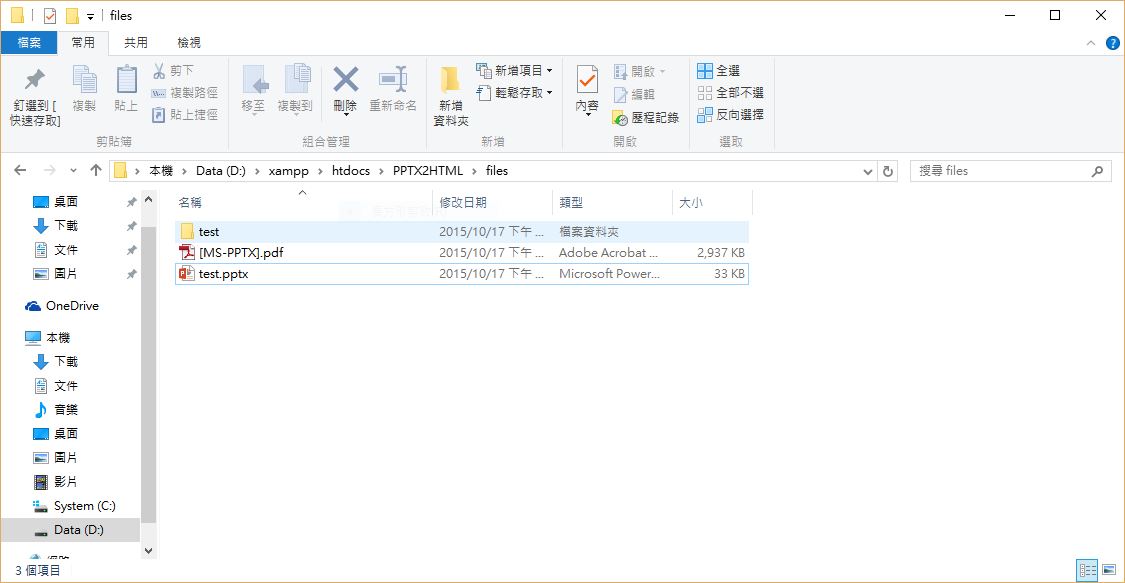 files
檔案 常用 共用 檢視
釘選到 [
快速存取]
複製
貼上
剪下
複製路徑
貼上捷徑
剪貼簿
移至
複製到
刪除
重新命名
組合管理
新增
資料夾
新增項目
輕鬆存取
新增
內容
開啟
編輯
歷程記錄
開啟
全選
全部不選
反向選擇
選取
本機 Data (D:) xampp htdocs PPTX2HTML files
搜尋 files
桌面
下載
文件
圖片
OneDrive
本機
下載
文件
音樂
桌面
圖片
影片
System (C:)
Data (D:)
名稱 修改日期 類型 大小
test 2015/10/17 下午 ... 檔案資料夾
[MS-PPTX].pdf 2015/10/17 下午 ... Adobe Acrobat ... 2,937 KB
test.pptx 2015/10/17 下午 ... Microsoft Power... 33 KB
3 個項目